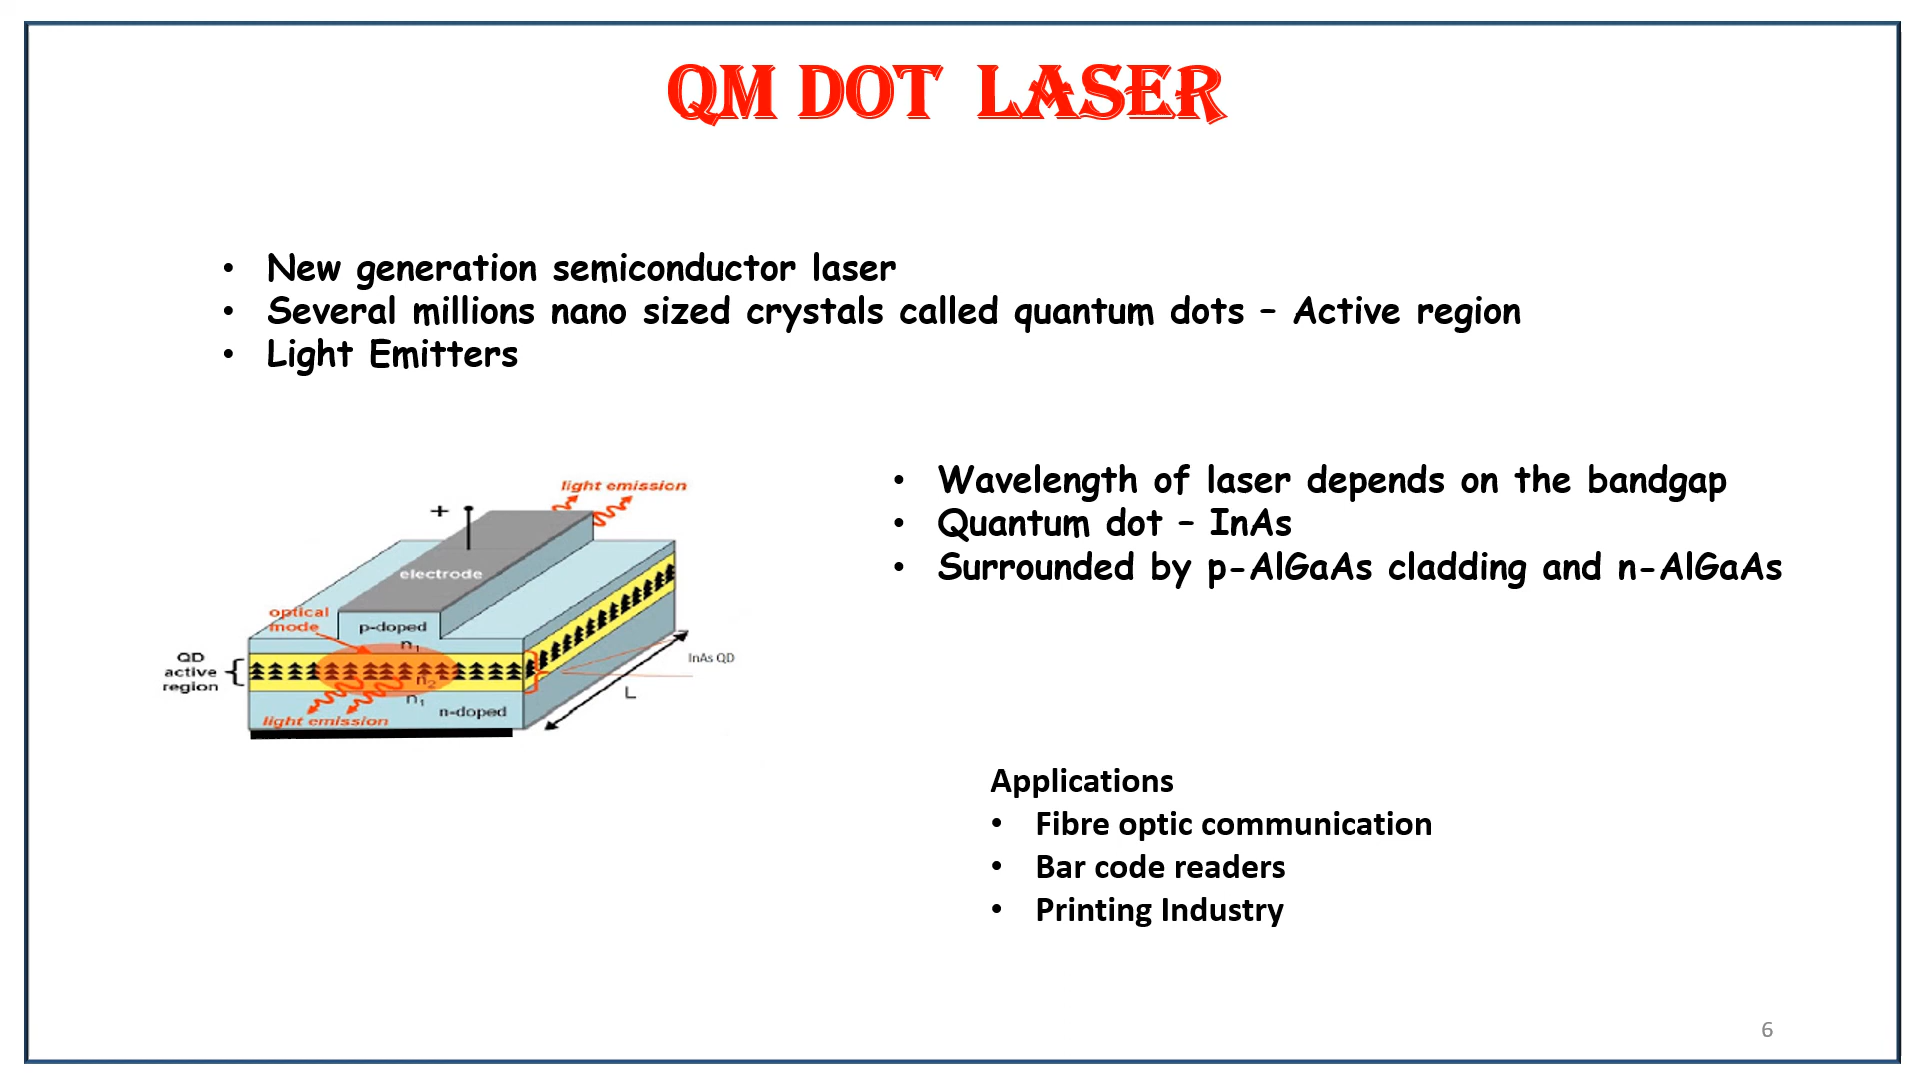 QM DOT LASER
• New generation semiconductor laser
• Several millions nano sized crystals called quantum dots – Active region
• Light Emitters
light emission
+
electrode
optical
mode
p-doped
n1
QD
active
region
n2
n1
n-doped
light emission
InAs QD
L
• Wavelength of laser depends on the bandgap
• Quantum dot – InAs
• Surrounded by p-AlGaAs cladding and n-AlGaAs
Applications
• Fibre optic communication
• Bar code readers
• Printing Industry
6